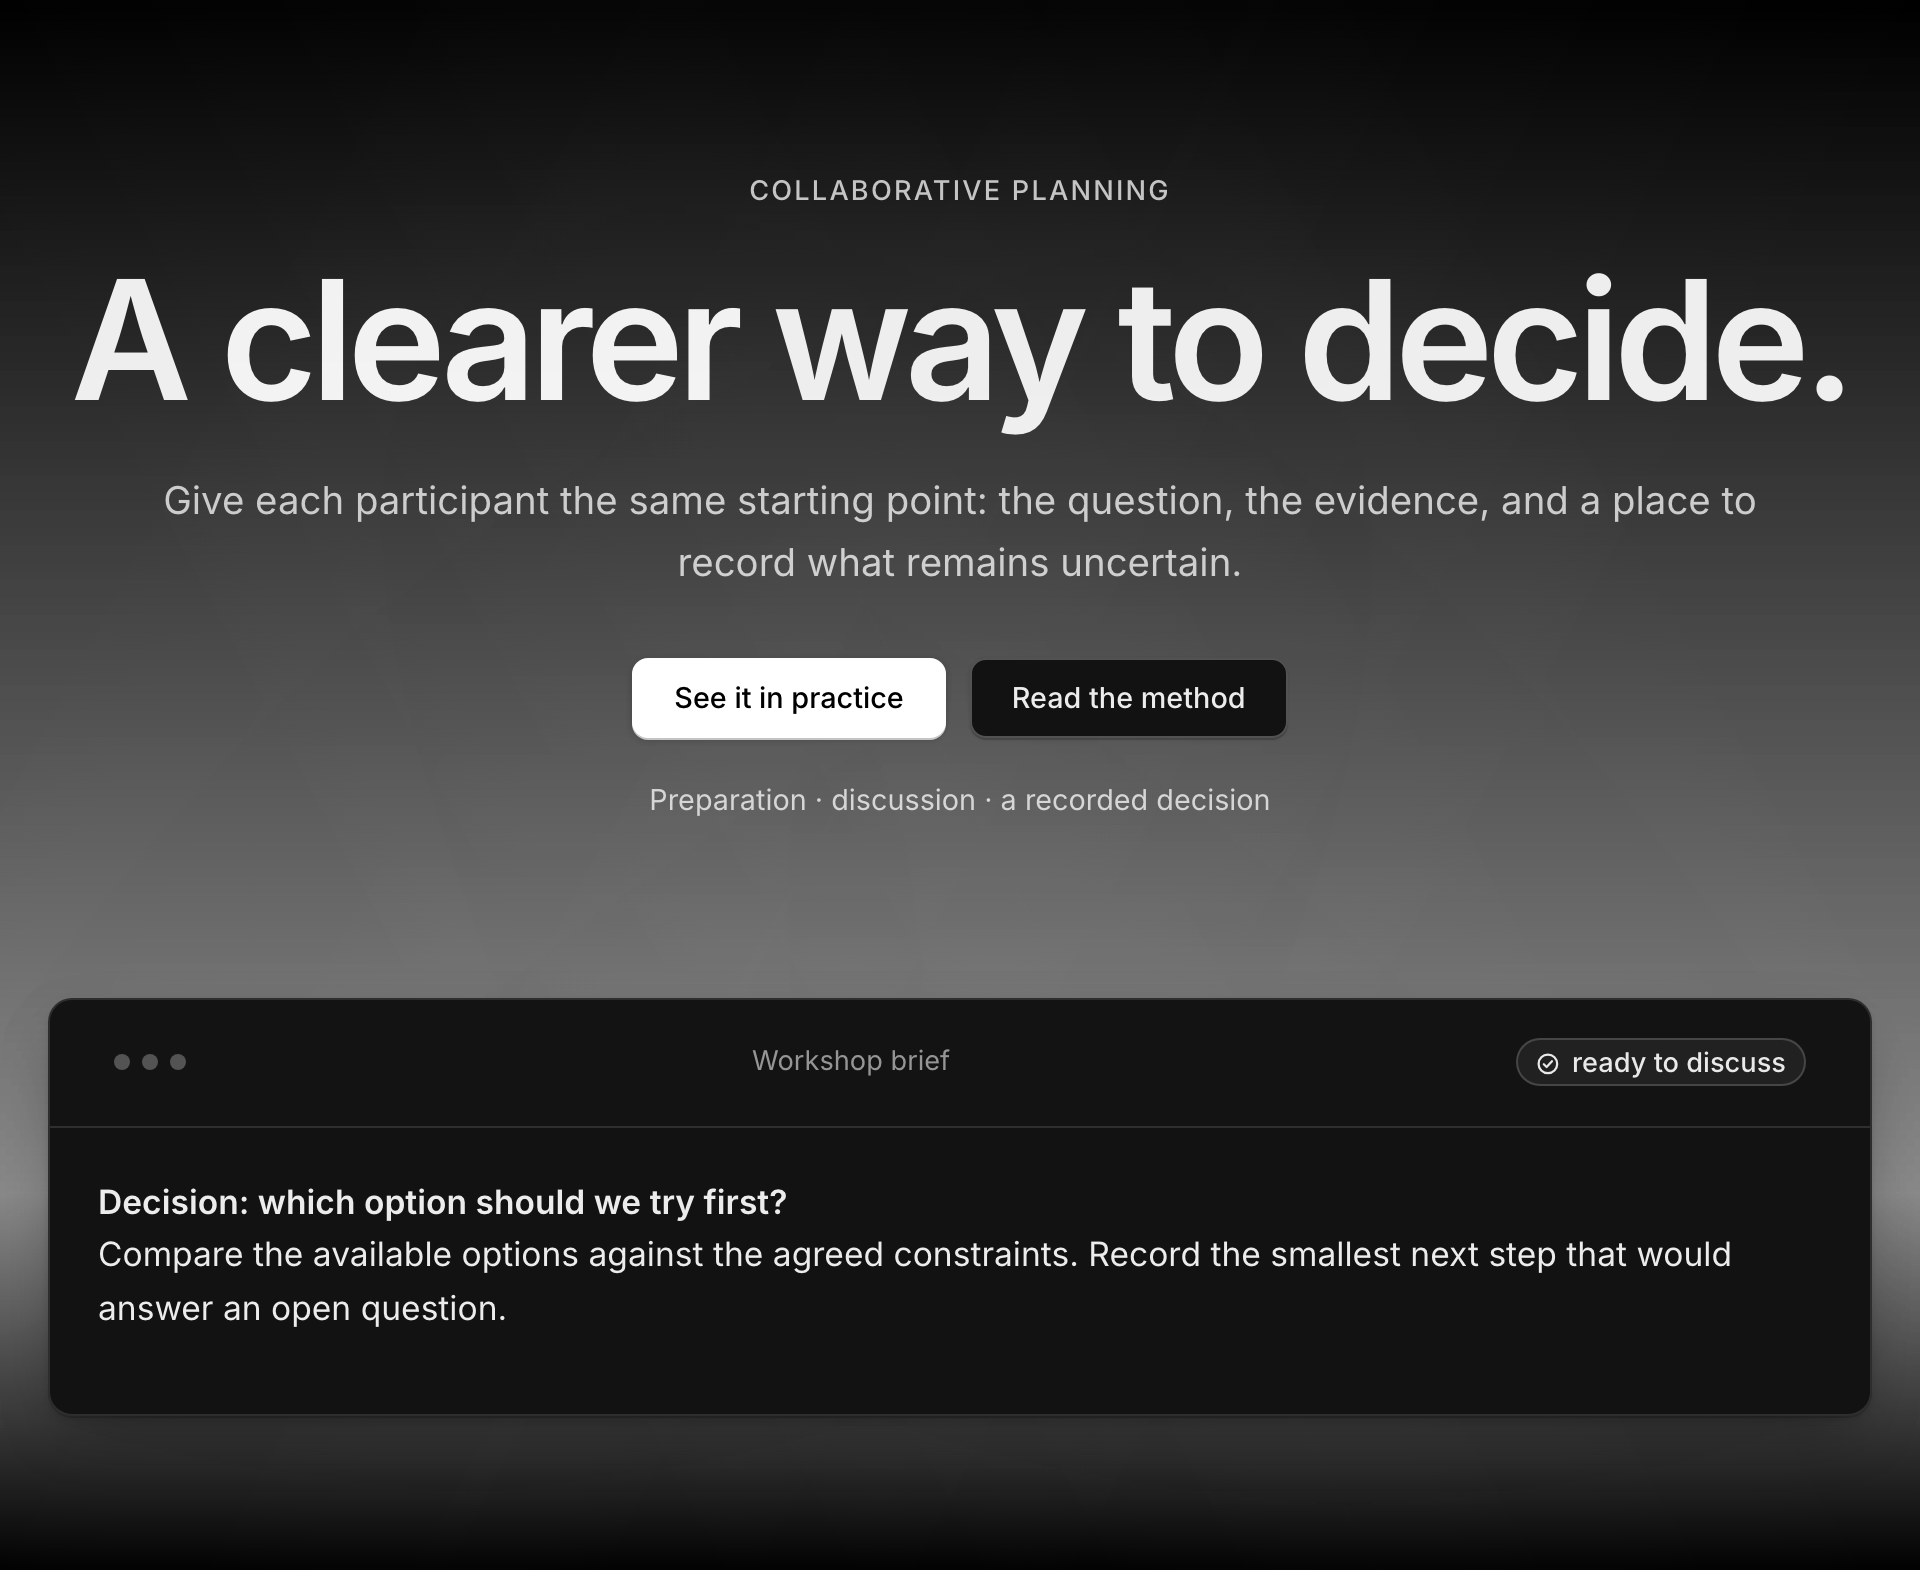 COLLABORATIVE PLANNING
A clearer way to decide.
Give each participant the same starting point: the question, the evidence, and a place to
record what remains uncertain.
See it in practice
Read the method
Preparation · discussion · a recorded decision
Workshop brief
ready to discuss
Decision: which option should we try first?
Compare the available options against the agreed constraints. Record the smallest next step that would
answer an open question.